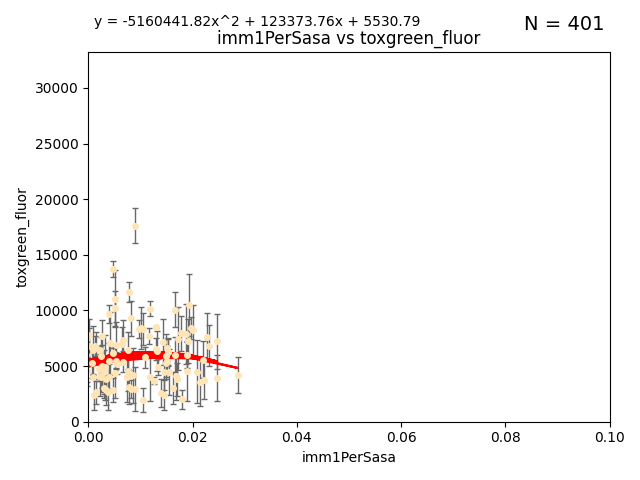 y = -5160441.82x^2 + 123373.76x + 5530.79
N = 401
imm1PerSasa vs toxgreen_fluor
30000
25000
20000
15000
10000
5000
0
toxgreen_fluor
0.00 0.02 0.04 0.06 0.08 0.10
imm1PerSasa